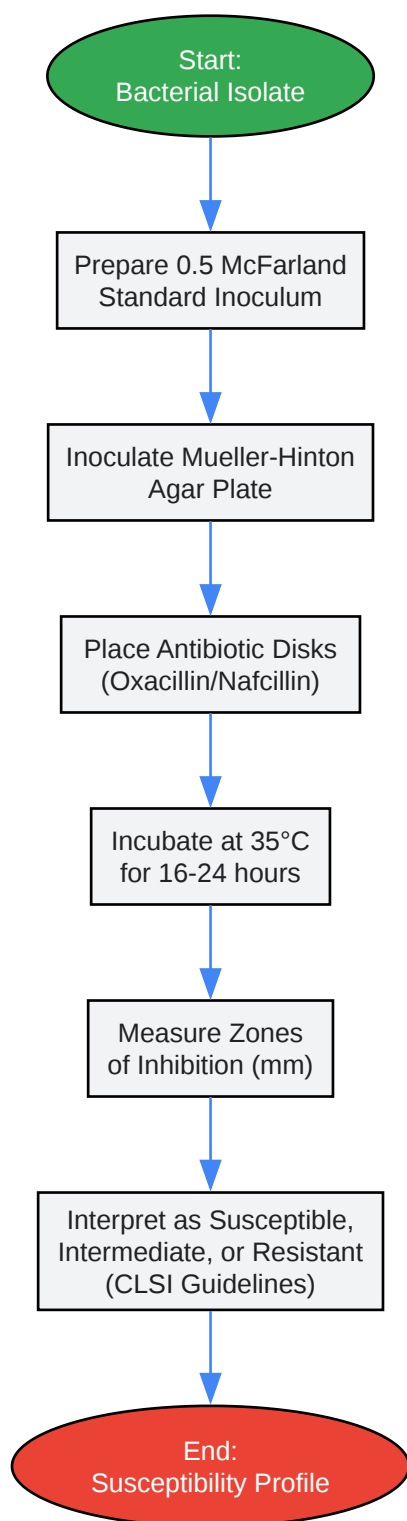 Start:
Bacterial Isolate
Prepare 0.5 McFarland
Standard Inoculum
Inoculate Mueller-Hinton
Agar Plate
Place Antibiotic Disks
(Oxacillin/Nafcillin)
Incubate at 35°C
for 16-24 hours
Measure Zones
of Inhibition (mm)
Interpret as Susceptible,
Intermediate, or Resistant
(CLSI Guidelines)
End:
Susceptibility Profile